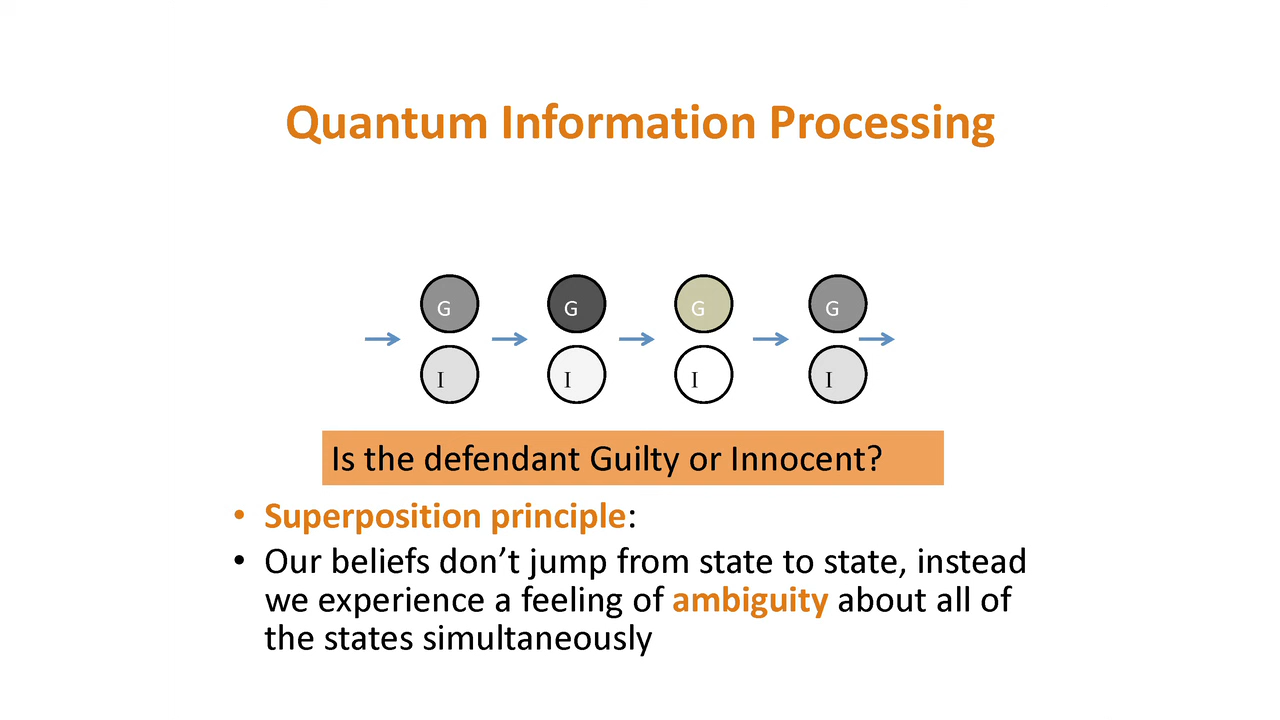 Quantum Information Processing
G G G G
I I I I
Is the defendant Guilty or Innocent?
• Superposition principle:
• Our beliefs don’t jump from state to state, instead
we experience a feeling of ambiguity about all of
the states simultaneously